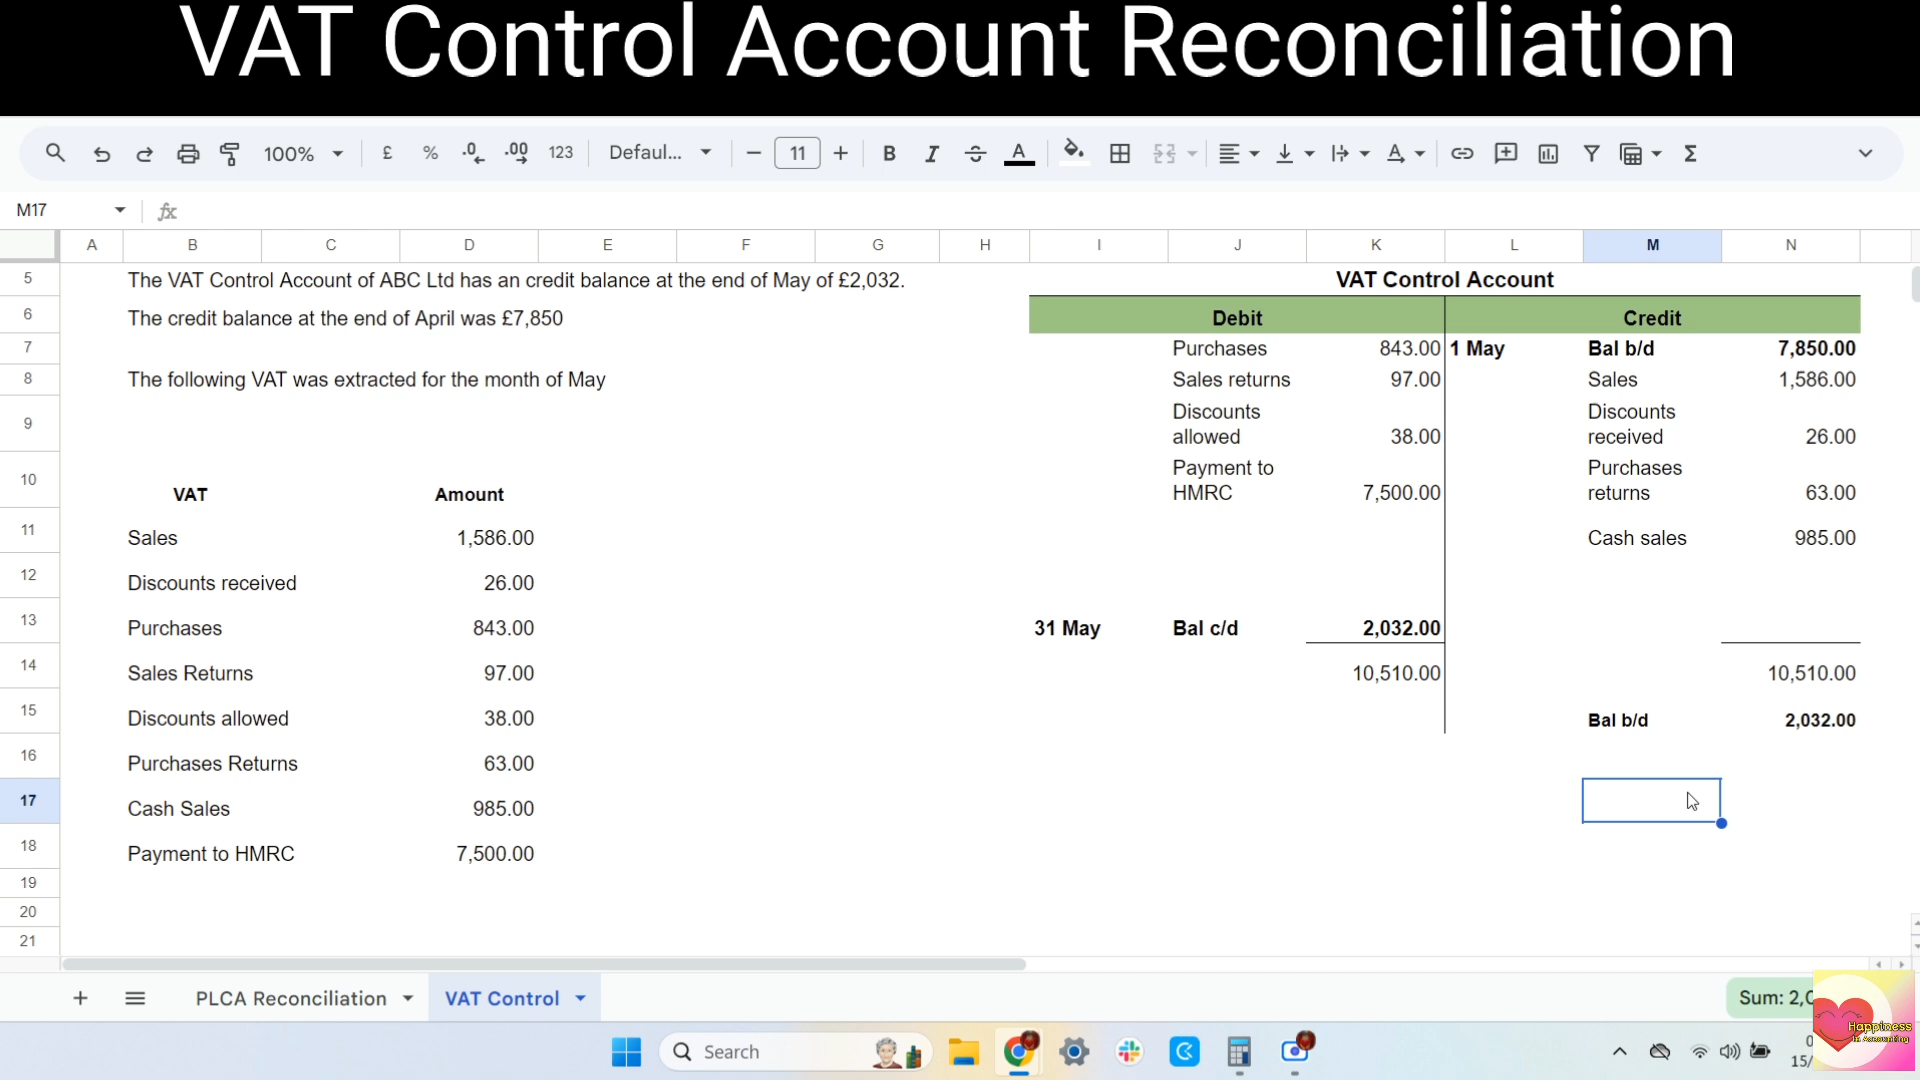 VAT Control Account Reconciliation
100% £ % .0 .00 123 Defaul... 11 B I A
M17 fx
A B C D E F G H I J K L M N
5 The VAT Control Account of ABC Ltd has an credit balance at the end of May of £2,032. VAT Control Account
6 The credit balance at the end of April was £7,850 Debit Credit
7 Purchases 843.00 1 May Bal b/d 7,850.00
8 The following VAT was extracted for the month of May Sales returns 97.00 Sales 1,586.00
Discounts Discounts
9 allowed 38.00 received 26.00
Payment to Purchases
10 VAT Amount HMRC 7,500.00 returns 63.00
11 Sales 1,586.00 Cash sales 985.00
12 Discounts received 26.00
13 Purchases 843.00 31 May Bal c/d 2,032.00
14 Sales Returns 97.00 10,510.00 10,510.00
15 Discounts allowed 38.00 Bal b/d 2,032.00
16 Purchases Returns 63.00
17 Cash Sales 985.00
18 Payment to HMRC 7,500.00
19
20
21
PLCA Reconciliation VAT Control Sum: 2,0
Happiness
in Accounting
Search
15/